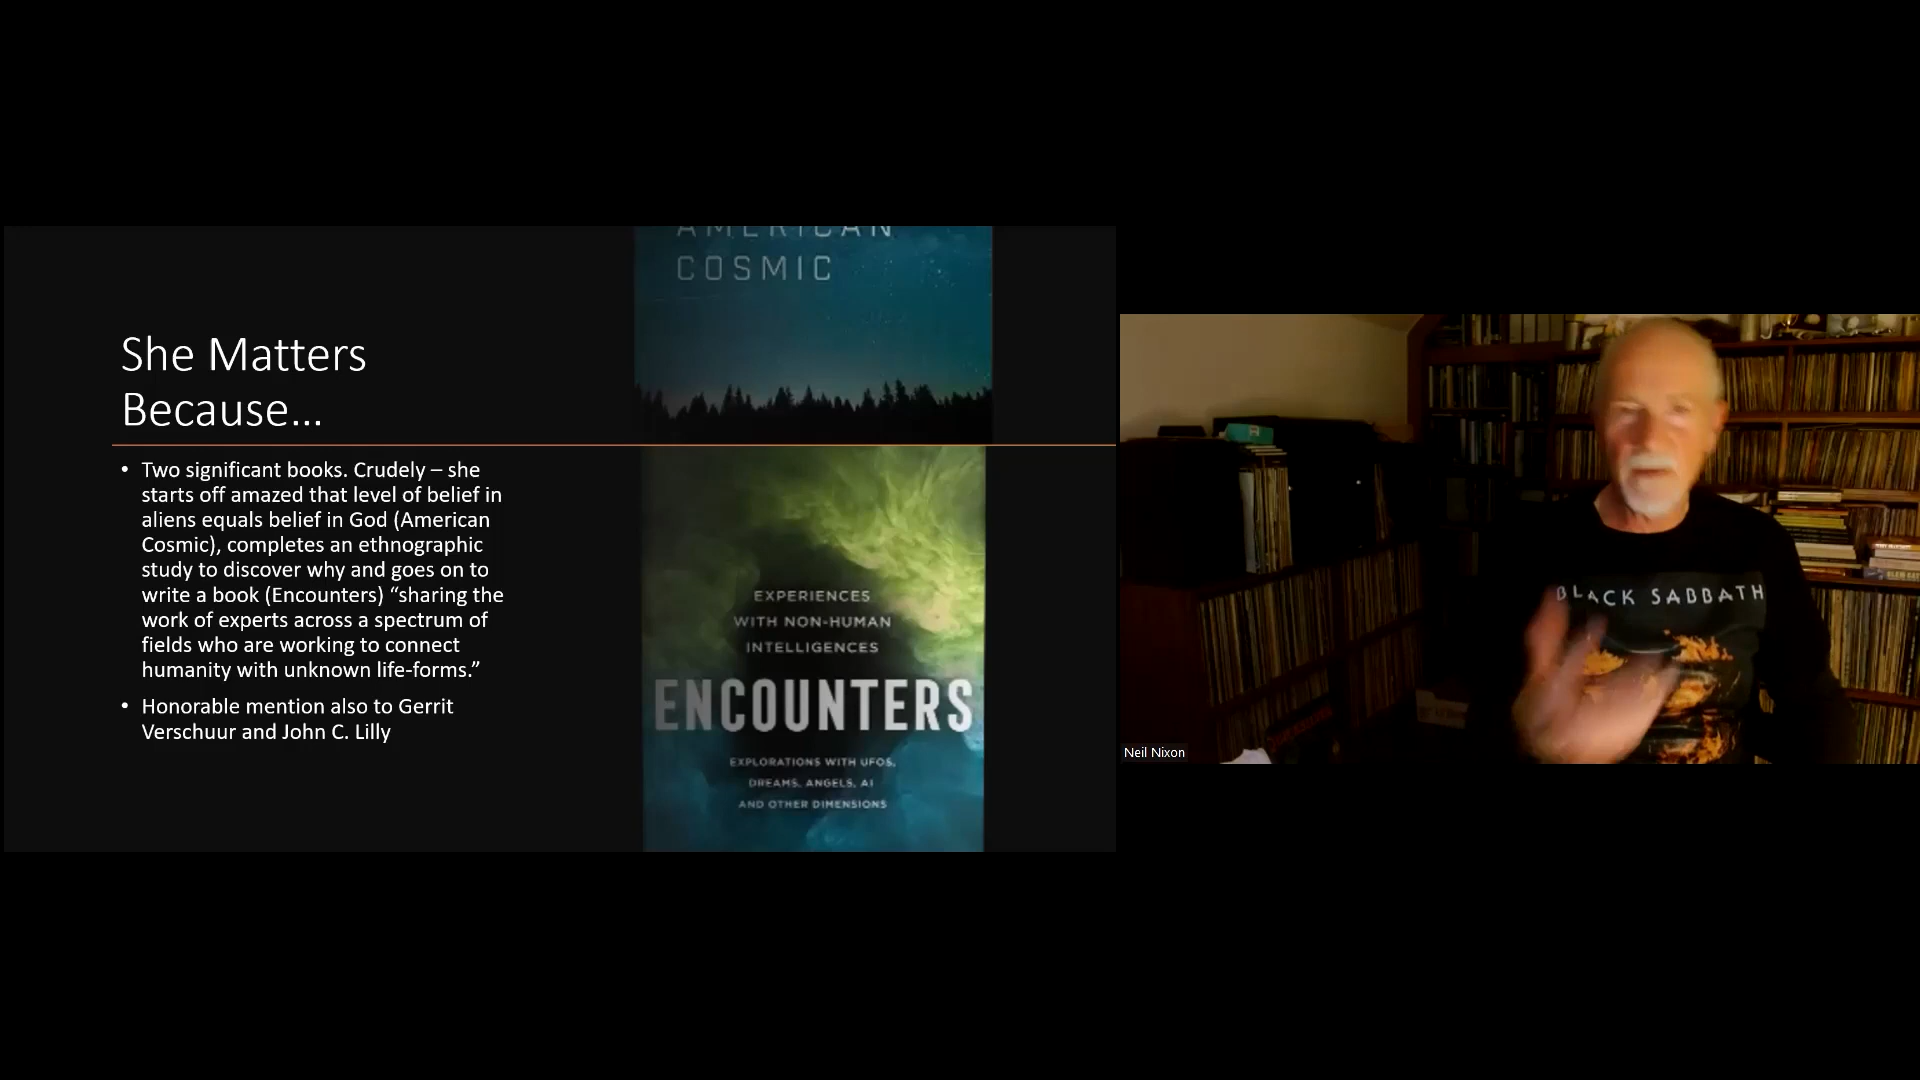 She Matters
Because...
• Two significant books. Crudely – she
starts off amazed that level of belief in
aliens equals belief in God (American
Cosmic), completes an ethnographic
study to discover why and goes on to
write a book (Encounters) “sharing the
work of experts across a spectrum of
fields who are working to connect
humanity with unknown life-forms.”
• Honorable mention also to Gerrit
Verschuur and John C. Lilly
AMERICAN
COSMIC
EXPERIENCES
WITH NON-HUMAN
INTELLIGENCES
ENCOUNTERS
EXPLORATIONS WITH UFOS,
DREAMS, ANGELS, AI
AND OTHER DIMENSIONS
BLACK SABBATH
Neil Nixon